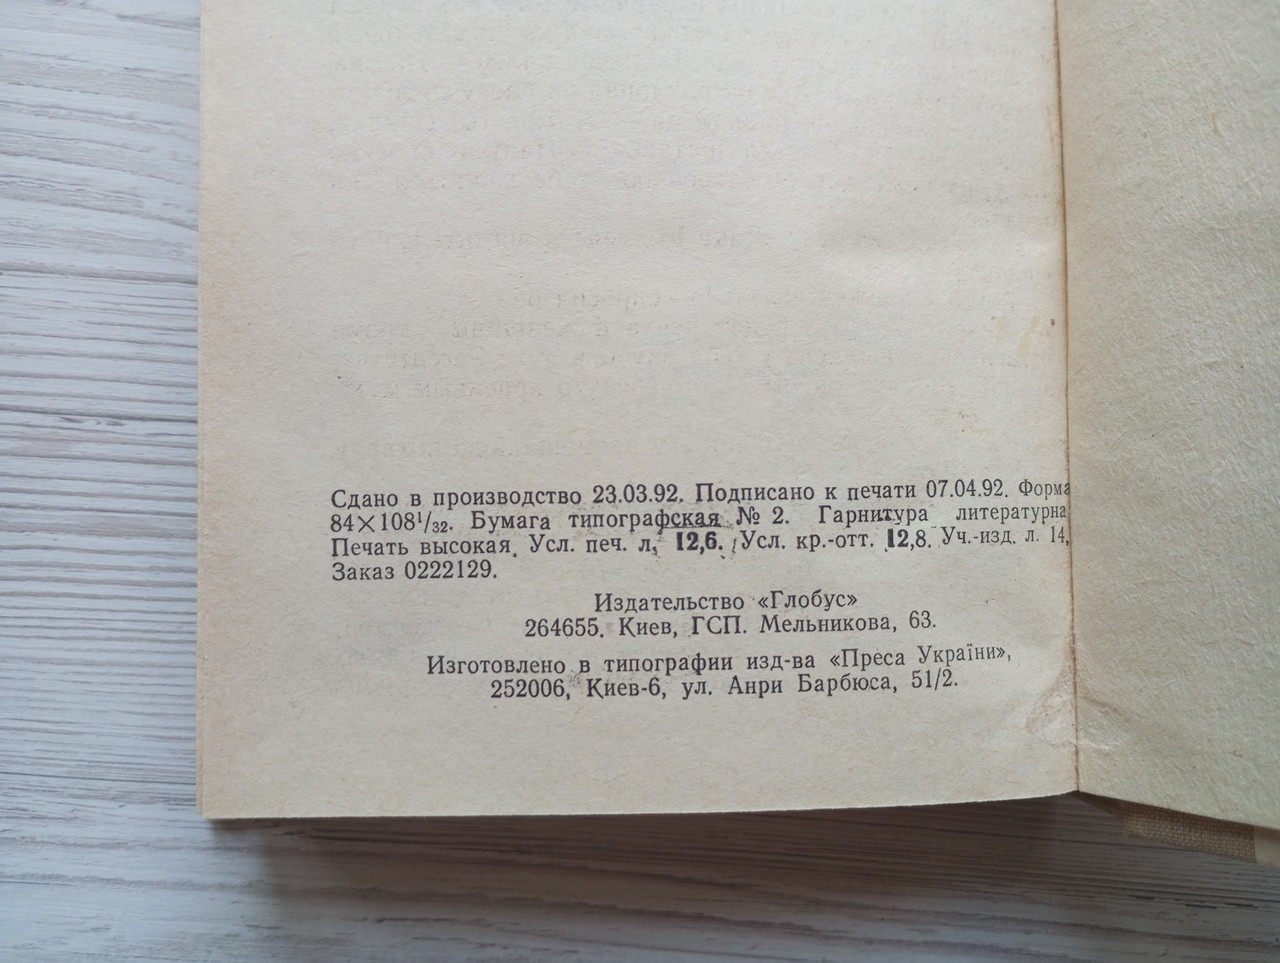 Сдано в производство 23.03.92. Подписано к печати 07.04.92. Форма
84×108¹/₃₂. Бумага типографская № 2. Гарнитура литературна
Печать высокая. Усл. печ. л. 12,6. Усл. кр.-отт. 12,8. Уч.-изд. л. 14,
Заказ 0222129.
Издательство «Глобус»
264655. Киев, ГСП. Мельникова, 63.
Изготовлено в типографии изд-ва «Преса України»,
252006, Киев-6, ул. Анри Барбюса, 51/2.